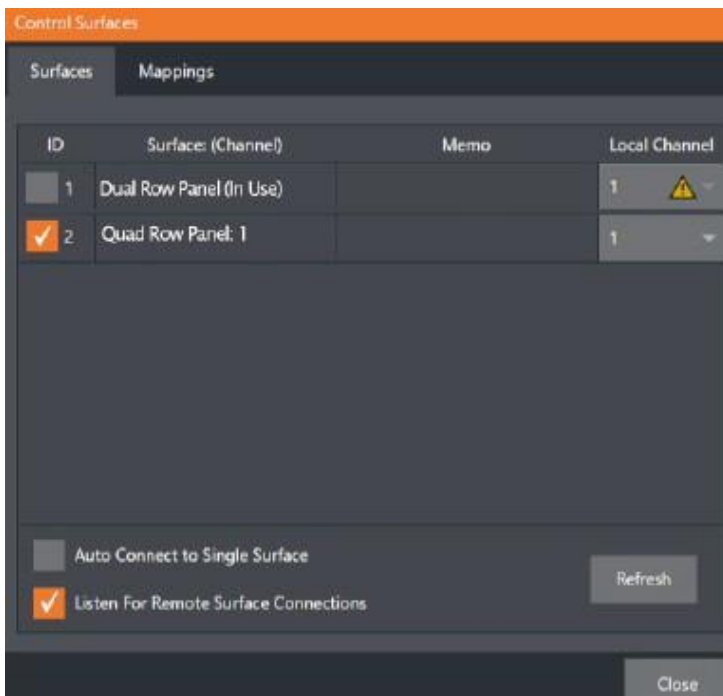 Control Surfaces
Surfaces Mappings
ID Surface: (Channel) Memo Local Channel
1 Dual Row Panel (In Use) 1
2 Quad Row Panel: 1 1
Auto Connect to Single Surface
Refresh
Listen For Remote Surface Connections
Close